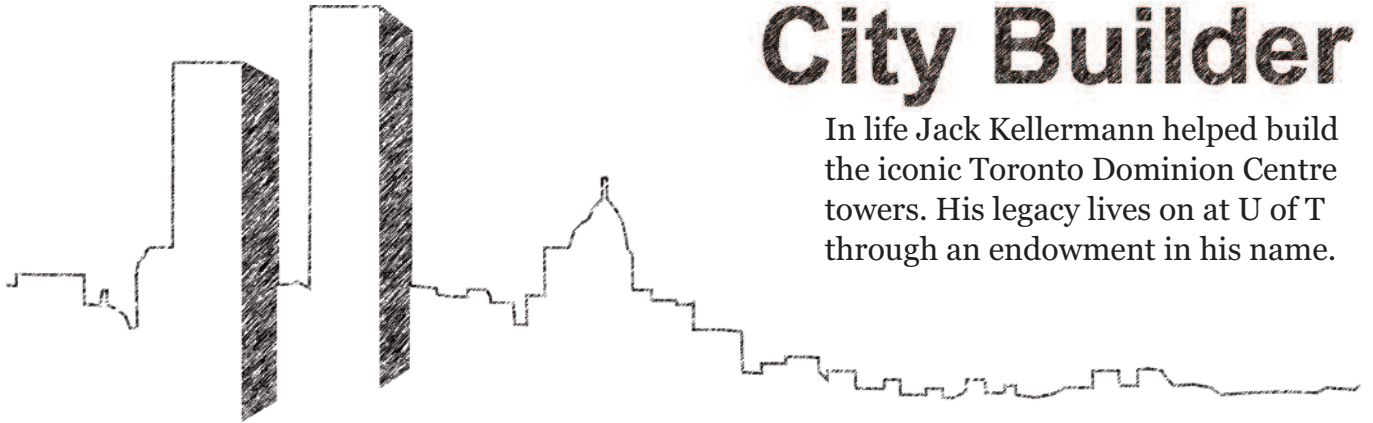 City Builder
In life Jack Kellermann helped build
the iconic Toronto Dominion Centre
towers. His legacy lives on at U of T
through an endowment in his name.